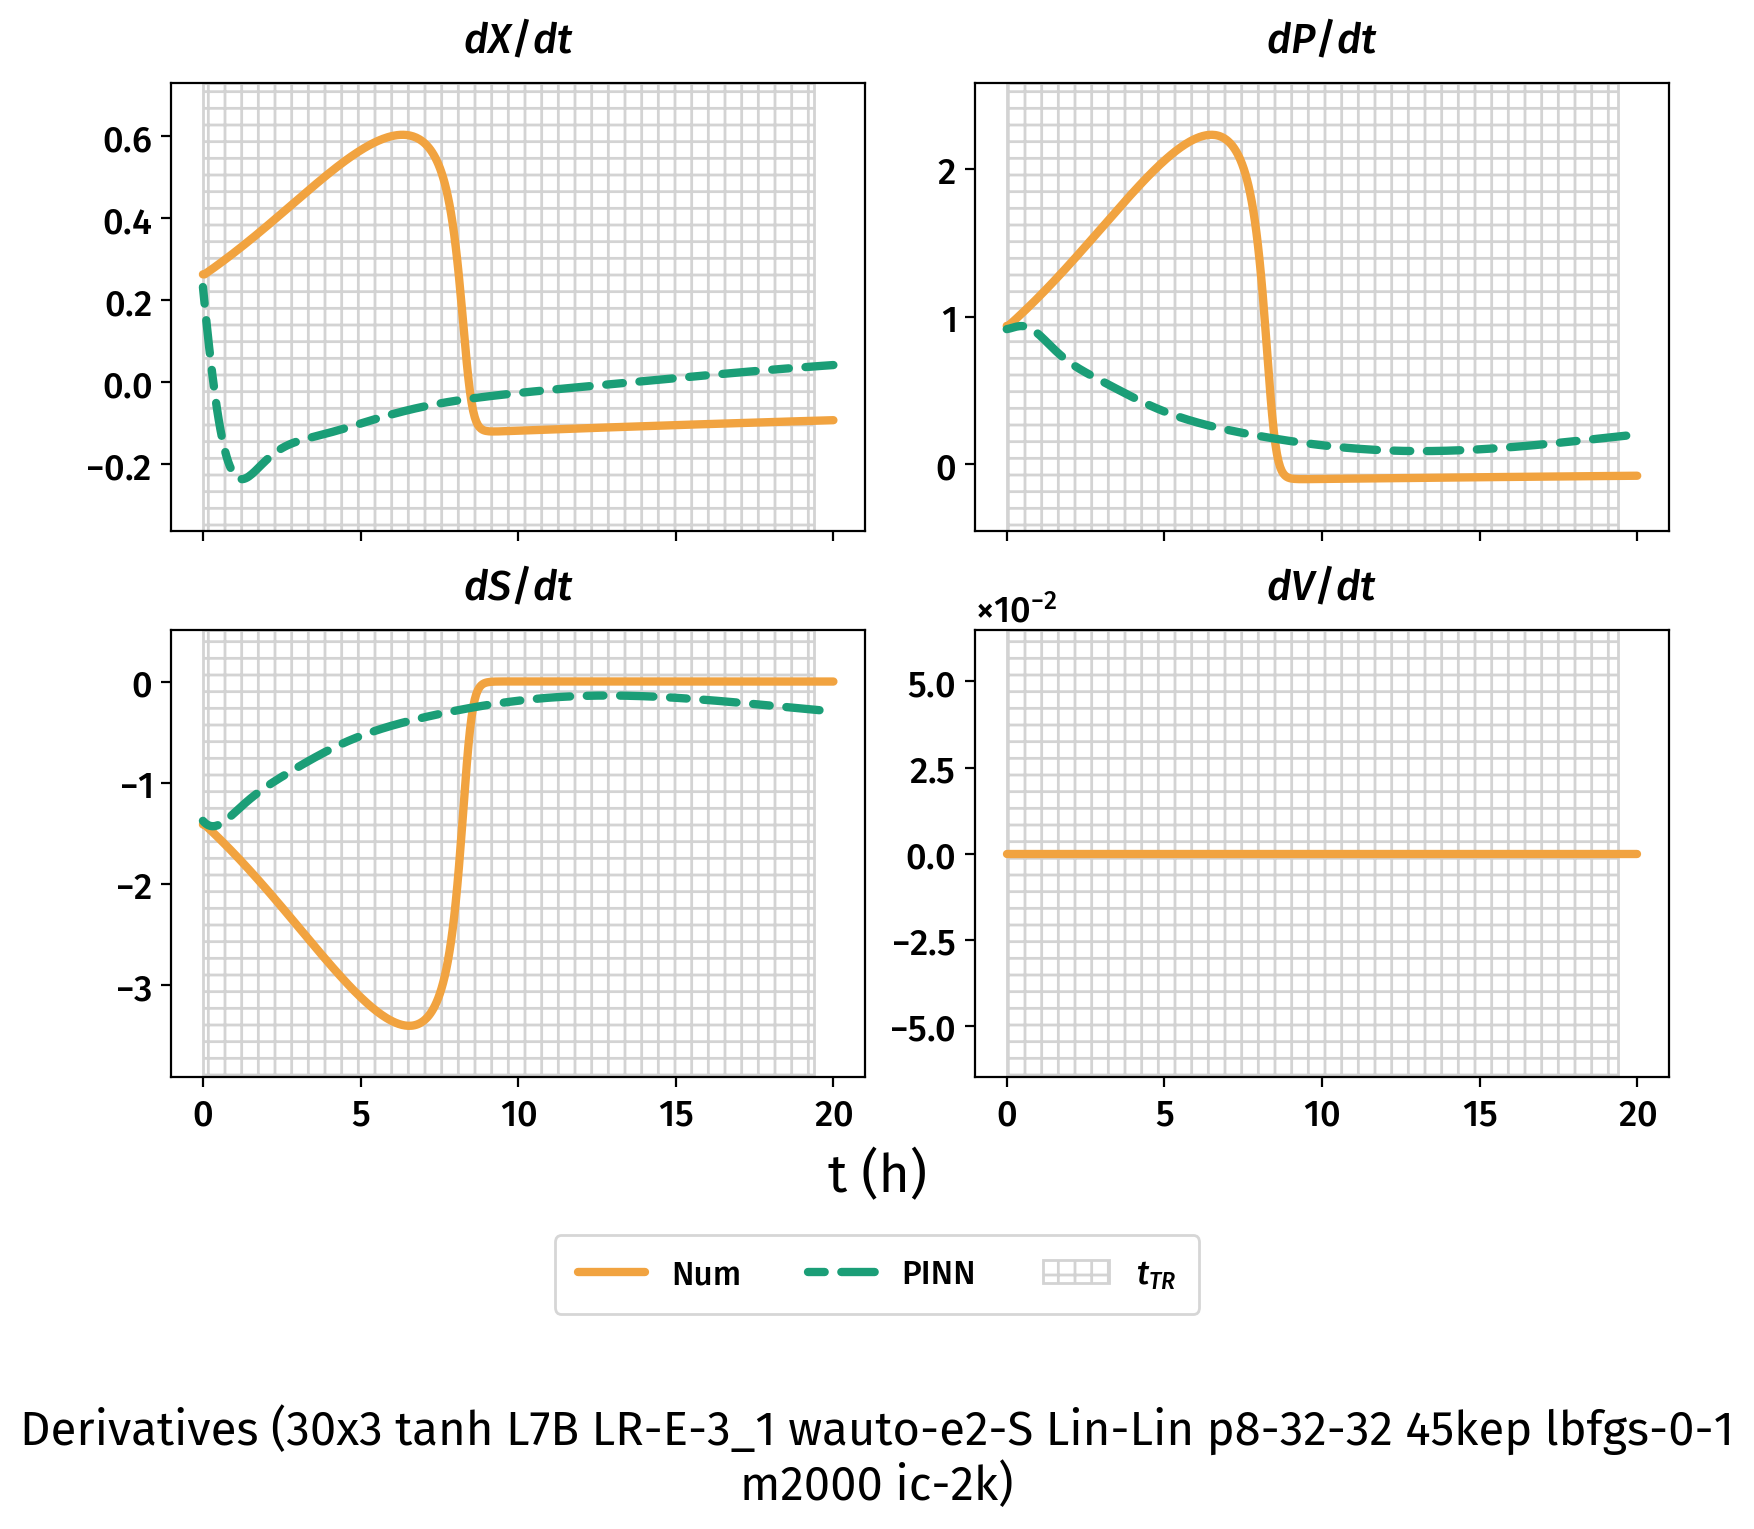 dX/dt
dP/dt
0.6
0.4
0.2
0.0
−0.2
2
1
0
dS/dt
dV/dt
×10⁻²
0
−1
−2
−3
5.0
2.5
0.0
−2.5
−5.0
0 5 10 15 20
0 5 10 15 20
t (h)
Num PINN t_TR
Derivatives (30x3 tanh L7B LR-E-3_1 wauto-e2-S Lin-Lin p8-32-32 45kep lbfgs-0-1
m2000 ic-2k)